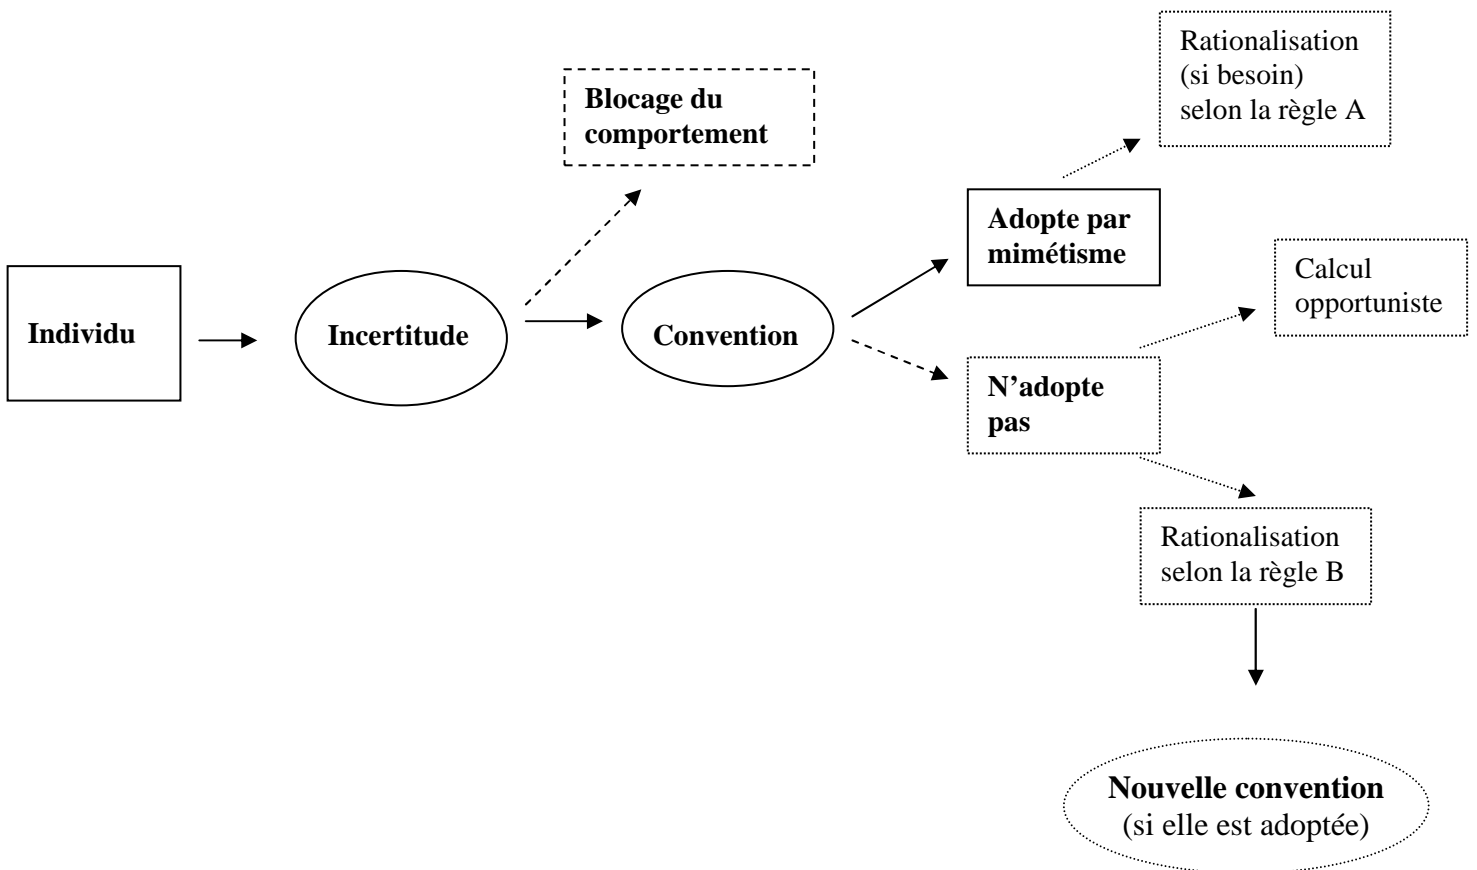 Rationalisation
(si besoin)
selon la règle A
Blocage du
comportement
Adopte par
mimétisme
Calcul
opportuniste
Individu
Incertitude
Convention
N’adopte
pas
Rationalisation
selon la règle B
Nouvelle convention
(si elle est adoptée)